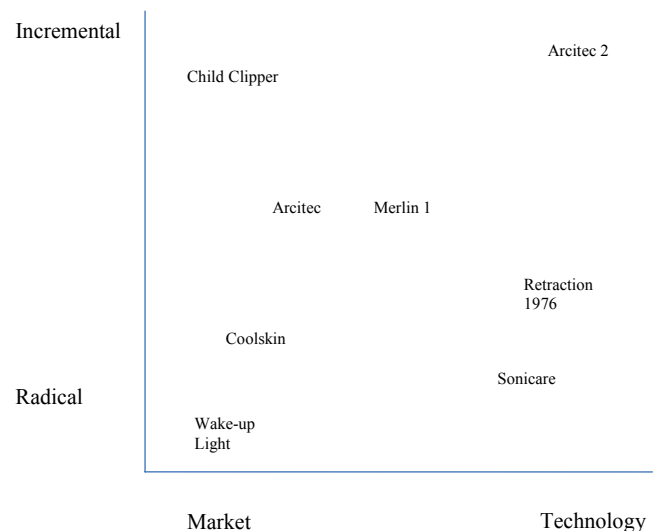 Incremental
Arcitec 2
Child Clipper
Arcitec
Merlin 1
Retraction
1976
Coolskin
Sonicare
Radical
Wake-up
Light
Market
Technology